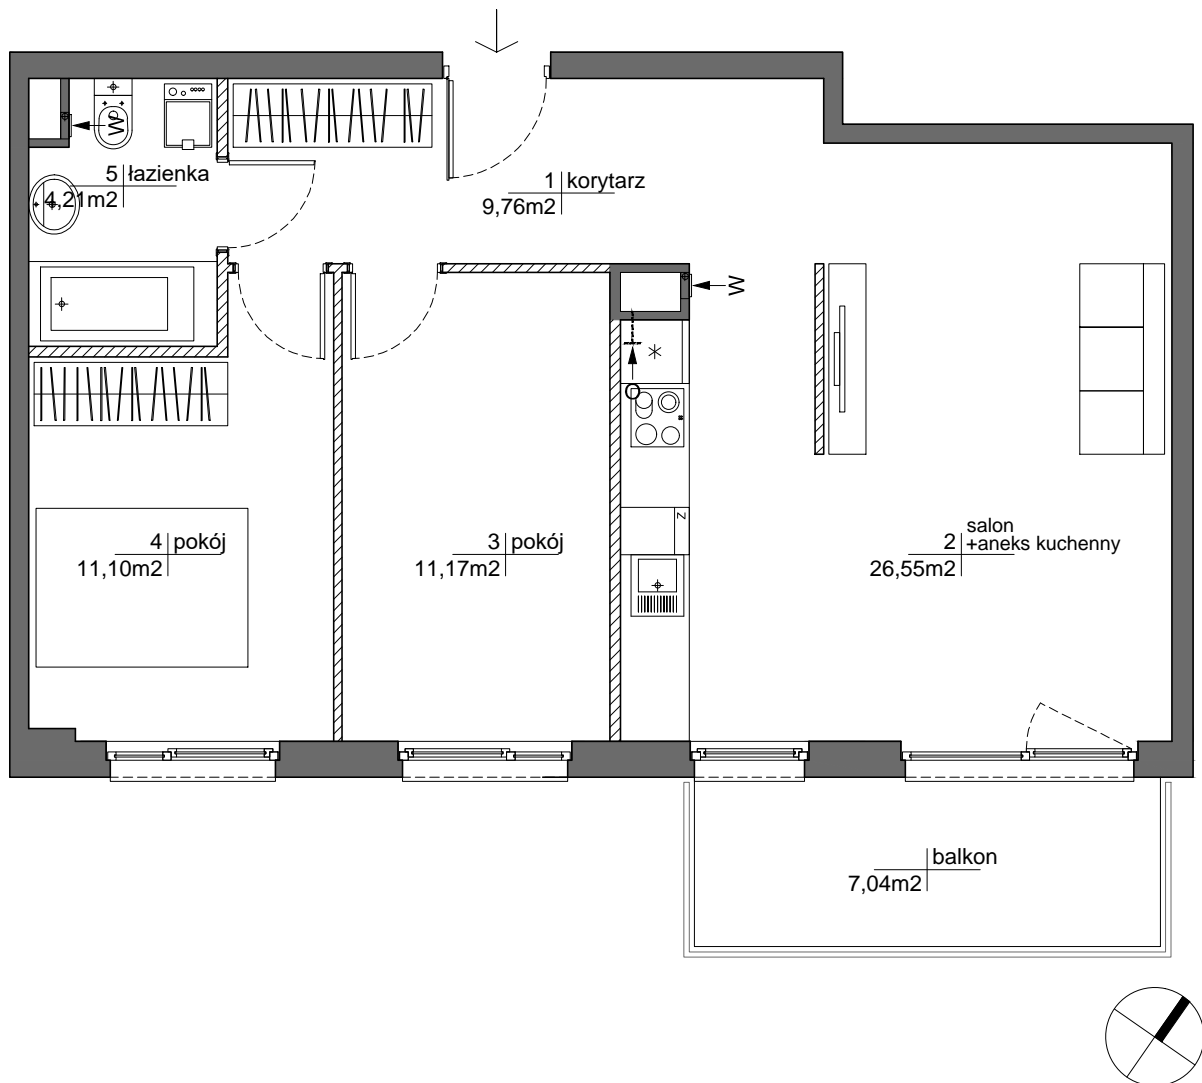 W
5 łazienka
4,21m2
1 korytarz
9,76m2
W
O
Z
4 pokój
11,10m2
3 pokój
11,17m2
2 salon
+aneks kuchenny
26,55m2
balkon
7,04m2